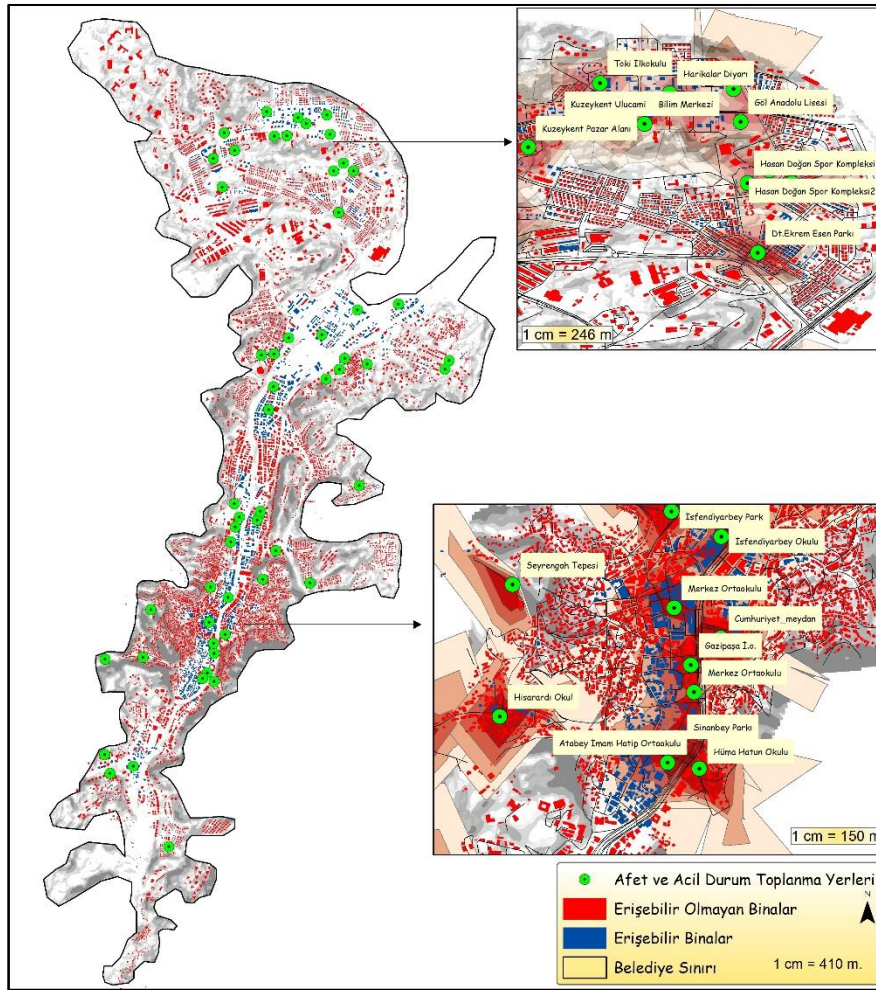 Toki İlkokulu
Harikalar Diyarı
Kuzeykent Ulucami
Bilim Merkezi
Göl Anadolu Lisesi
Kuzeykent Pazar Alanı
Hasan Doğan Spor Kompleksi
Hasan Doğan Spor Kompleksi2
Dt.Ekrem Esen Parkı
1 cm = 246 m
İsfendiyarbey Park
İsfendiyarbey Okulu
Seyrengah Tepesi
Merkez Ortaokulu
Cumhuriyet_meydan
Gazipaşa İ.o.
Merkez Ortaokulu
Hisarardı Okul
Sinanbey Parkı
Atabey İmam Hatip Ortaokulu
Hüma Hatun Okulu
1 cm = 150 m
Afet ve Acil Durum Toplanma Yerleri
Erişebilir Olmayan Binalar
N
Erişebilir Binalar
Belediye Sınırı
1 cm = 410 m.